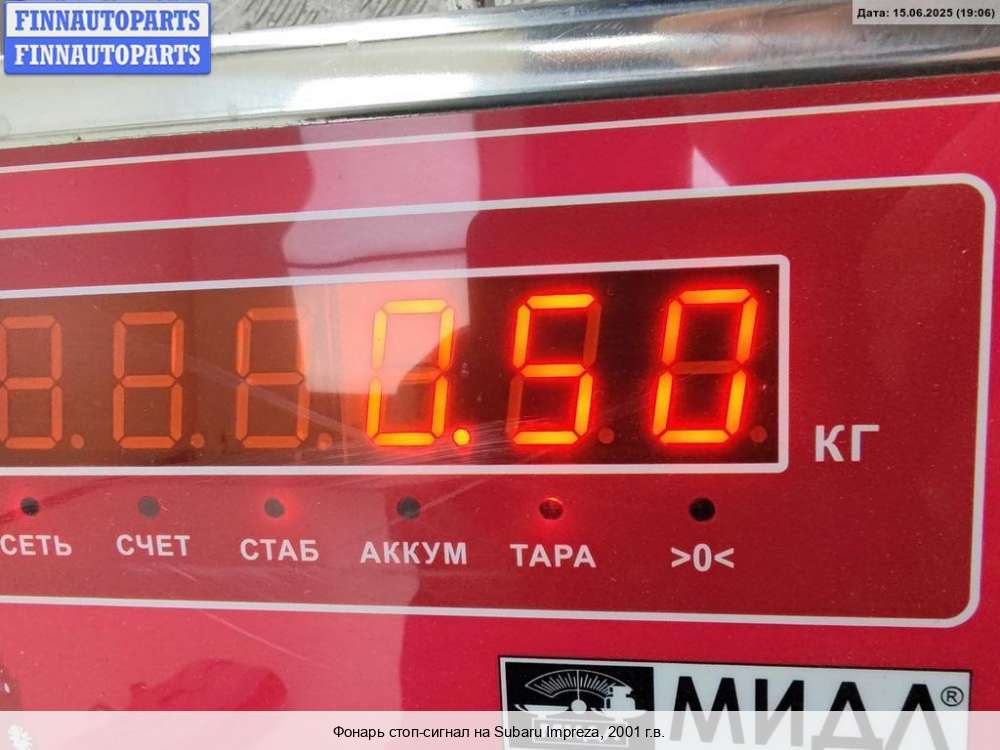 FINNAUTOPARTS
FINNAUTOPARTS
Дата: 15.06.2025 (19:06)
0.50
КГ
СЕТЬ СЧЕТ СТАБ АККУМ ТАРА >0<
МИДЛ®
Фонарь стоп-сигнал на Subaru Impreza, 2001 г.в.